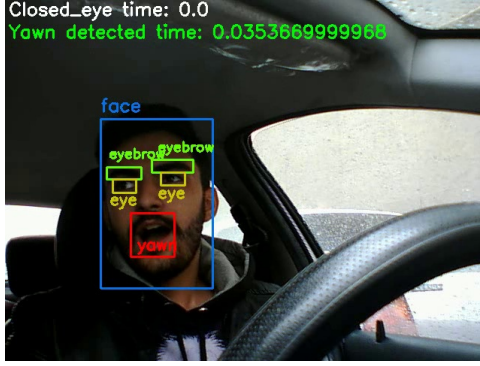 Closed_eye time: 0.0
Yawn detected time: 0.0353669999968
face
eyebrow eyebrow
eye eye
yawn